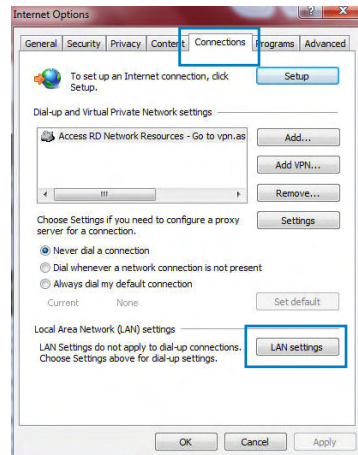 Internet Options
General Security Privacy Content Connections Programs Advanced
To set up an Internet connection, click
Setup.
Setup
Dial-up and Virtual Private Network settings
Access RD Network Resources - Go to vpn.as
Add...
Add VPN...
Remove...
Choose Settings if you need to configure a proxy
server for a connection.
Settings
Never dial a connection
Dial whenever a network connection is not present
Always dial my default connection
Current None
Set default
Local Area Network (LAN) settings
LAN Settings do not apply to dial-up connections.
Choose Settings above for dial-up settings.
LAN settings
OK Cancel Apply